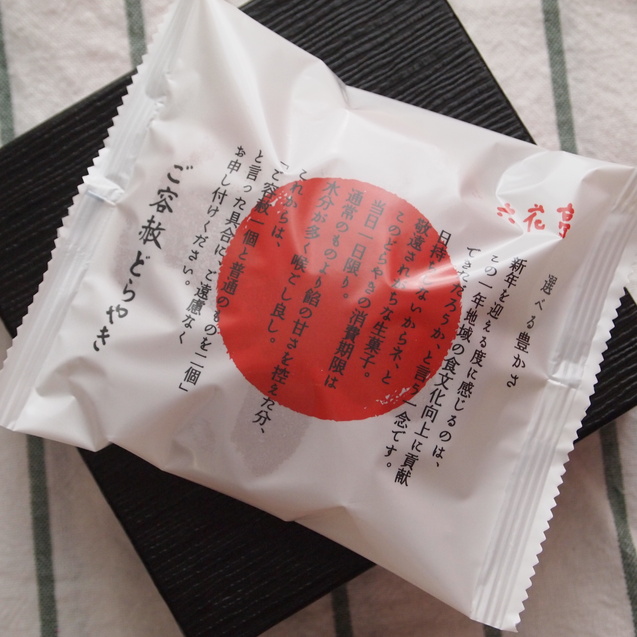 六花亭
選べる豊かさ
新年を迎える度に感じるのは、
この一年地域の食文化向上に貢献
できただろうか、と言う一念です。
日持ちしないからネ、と
敬遠されがちな生菓子。
このどらやきの消費期限は
当日一日限り。
通常のものより餡の甘さを控えた分、
水分が多く喉ごし良し。
これからは、
「ご容赦一個と普通のものを二個」
と言った具合に、ご遠慮なく
お申し付けください。
ご容赦どらやき